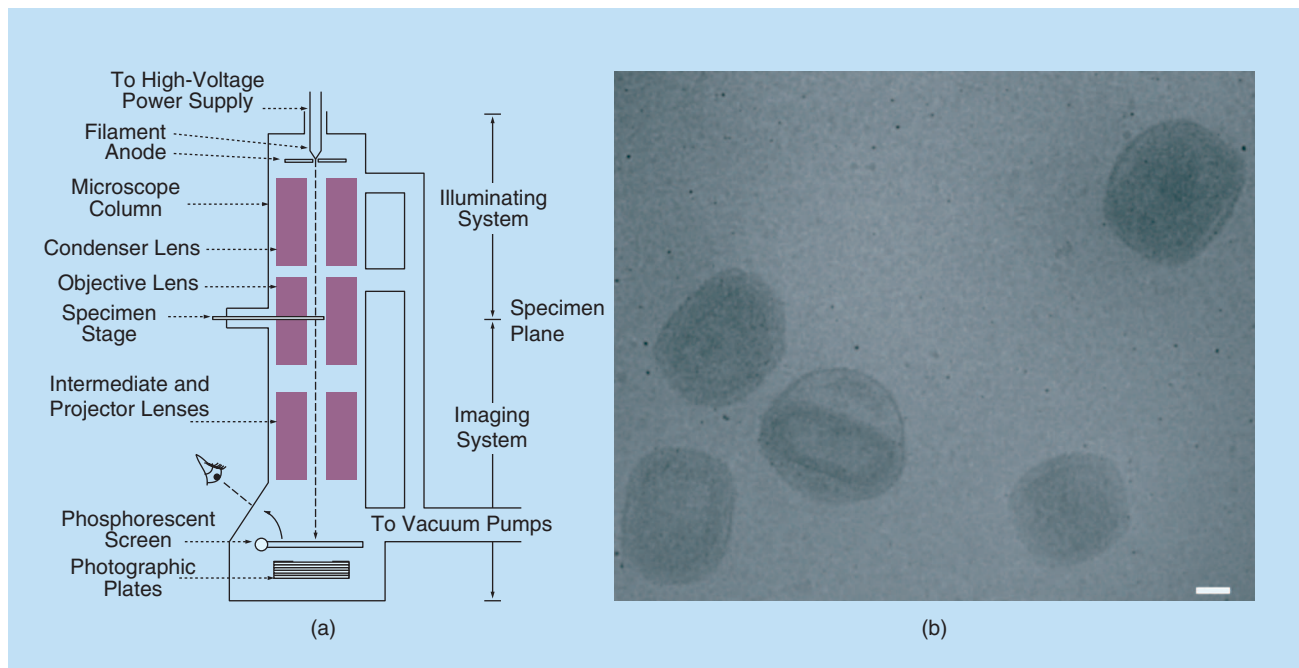 To High-Voltage
Power Supply
Filament
Anode
Microscope
Column
Condenser Lens
Objective Lens
Specimen
Stage
Intermediate and
Projector Lenses
Phosphorescent
Screen
Photographic
Plates
Illuminating
System
Specimen
Plane
Imaging
System
To Vacuum Pumps
(a)
(b)